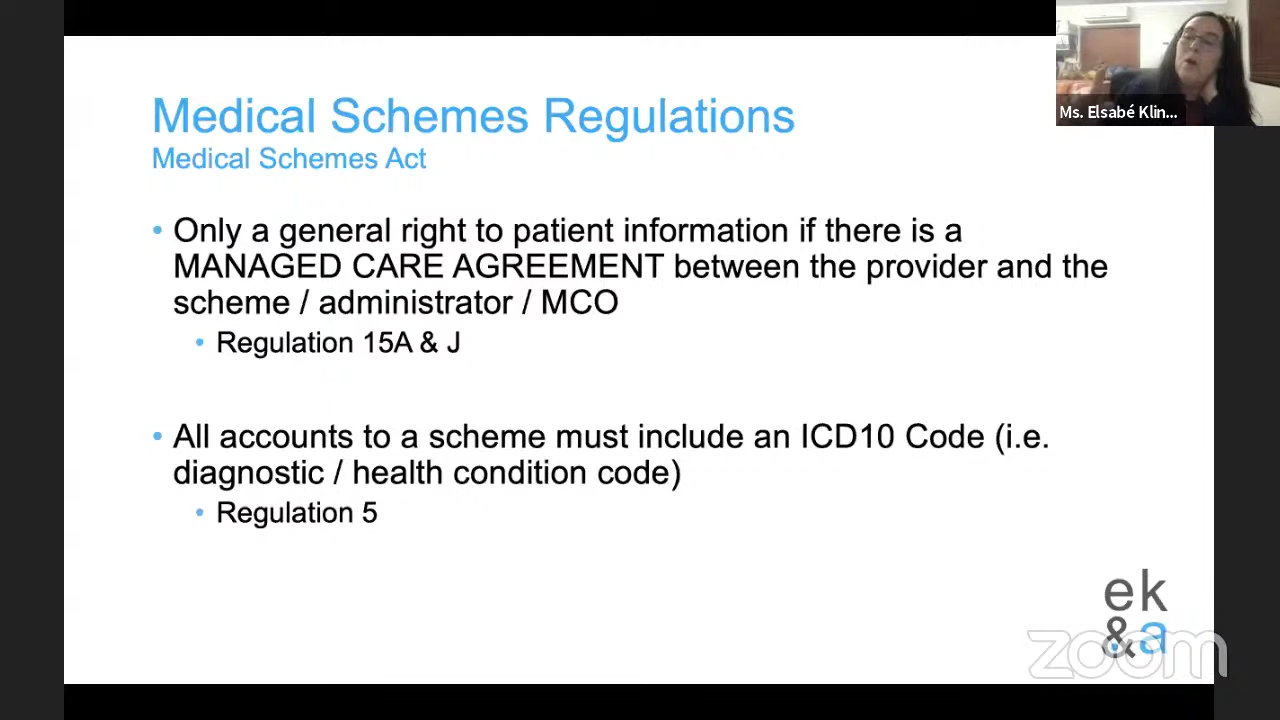 Medical Schemes Regulations
Medical Schemes Act
• Only a general right to patient information if there is a
MANAGED CARE AGREEMENT between the provider and the
scheme / administrator / MCO
• Regulation 15A & J
• All accounts to a scheme must include an ICD10 Code (i.e.
diagnostic / health condition code)
• Regulation 5
Ms. Elsabé Klin...
ek
&a
zoom